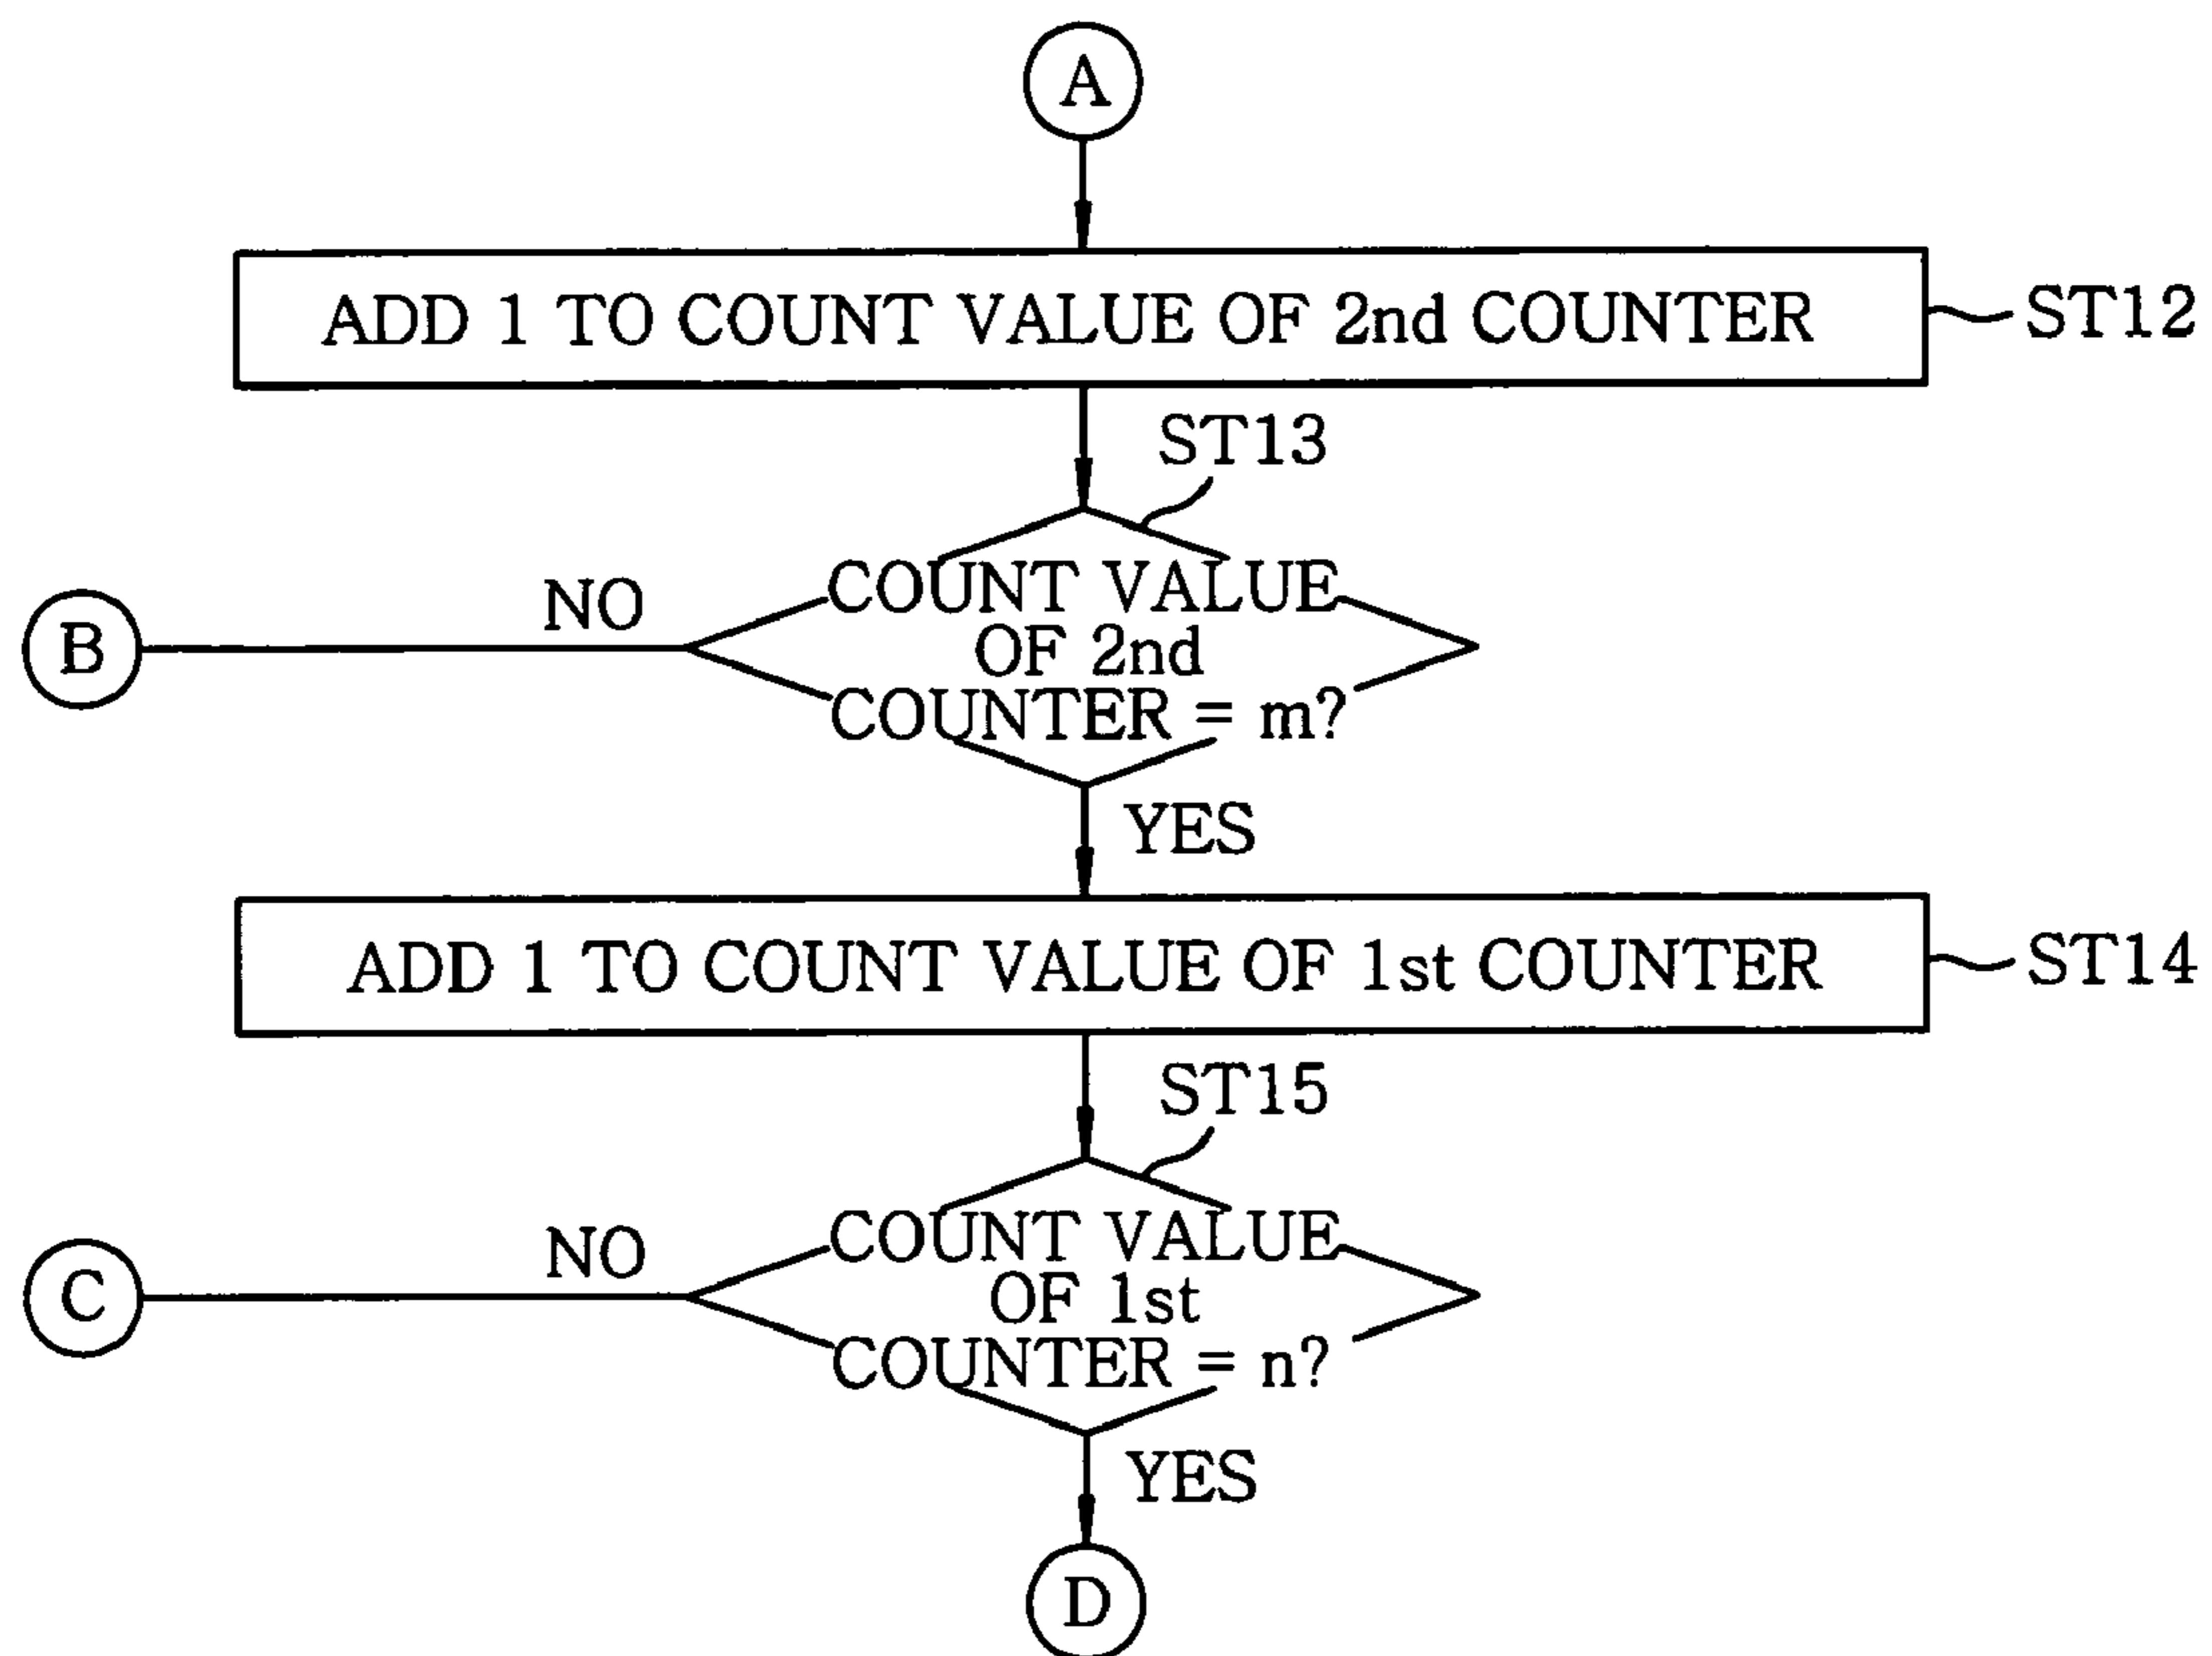 A
ADD 1 TO COUNT VALUE OF 2nd COUNTER
ST12
ST13
NO
COUNT VALUE
OF 2nd
COUNTER = m?
B
YES
ADD 1 TO COUNT VALUE OF 1st COUNTER
ST14
ST15
NO
COUNT VALUE
OF 1st
COUNTER = n?
C
YES
D